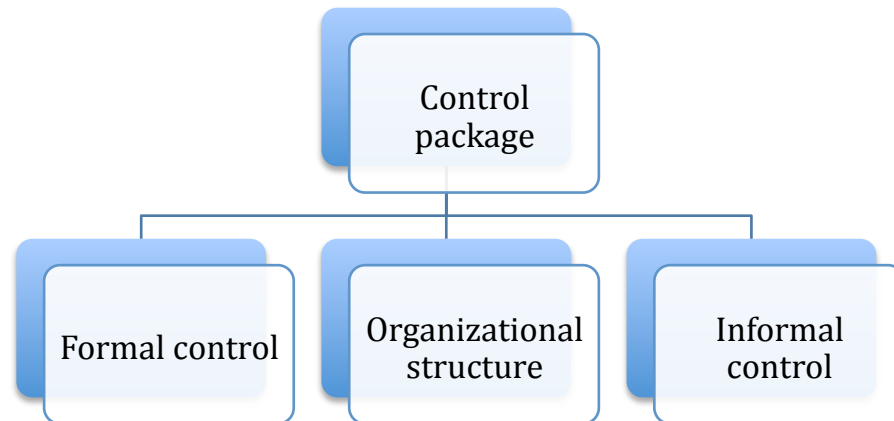 Control
package
Formal control
Organizational
structure
Informal
control